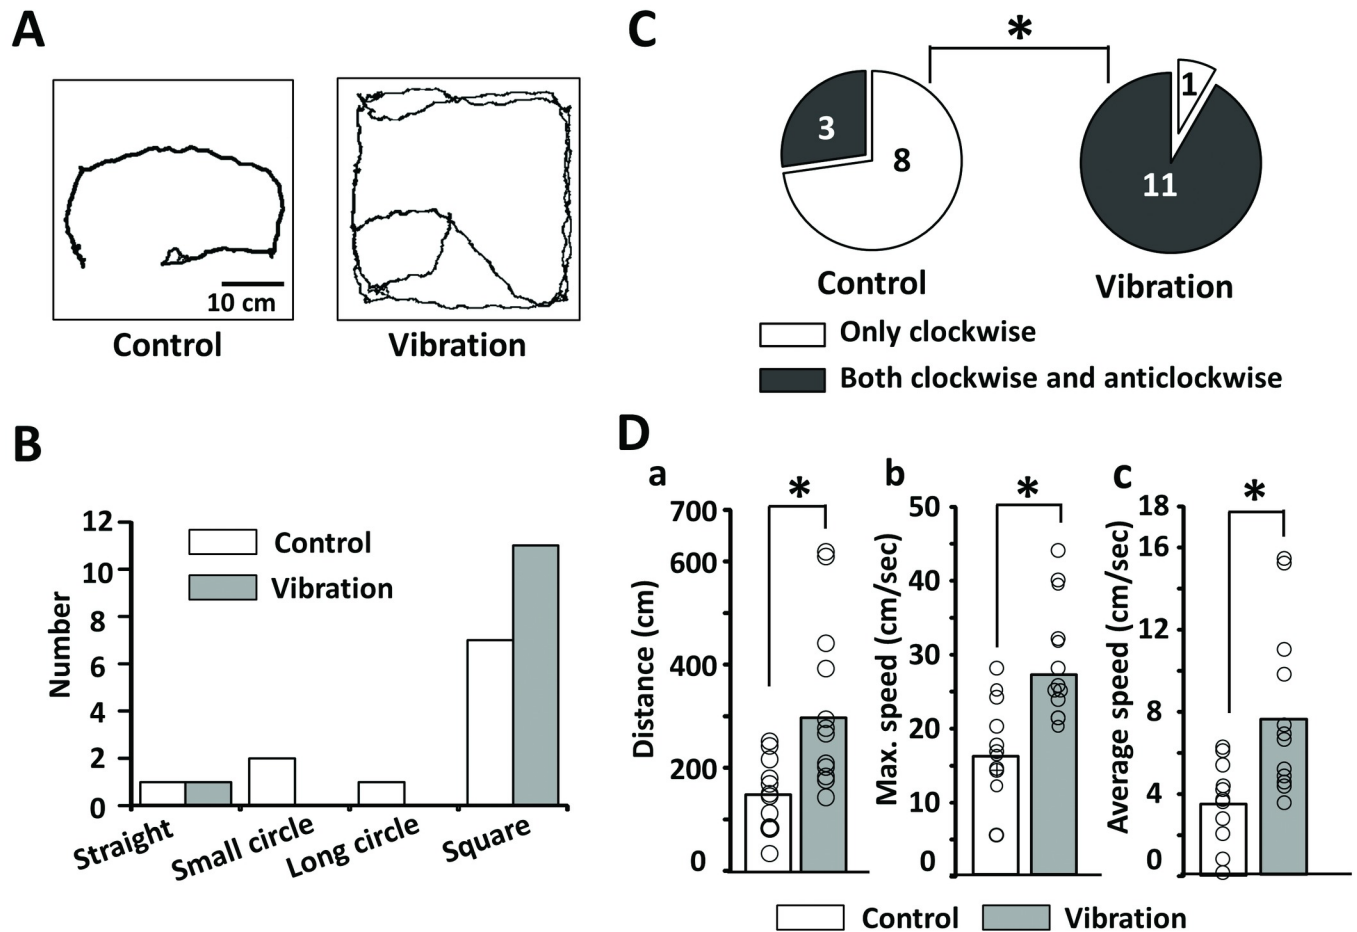 A
10 cm
Control
Vibration
C
*
3
8
1
11
Control
Vibration
Only clockwise
Both clockwise and anticlockwise
B
Number
12
10
8
6
4
2
0
Control
Vibration
Straight
Small circle
Long circle
Square
D
a
*
Distance (cm)
700
600
400
200
0
b
*
Max. speed (cm/sec)
50
40
30
20
10
0
c
*
Average speed (cm/sec)
18
16
12
8
4
0
Control
Vibration